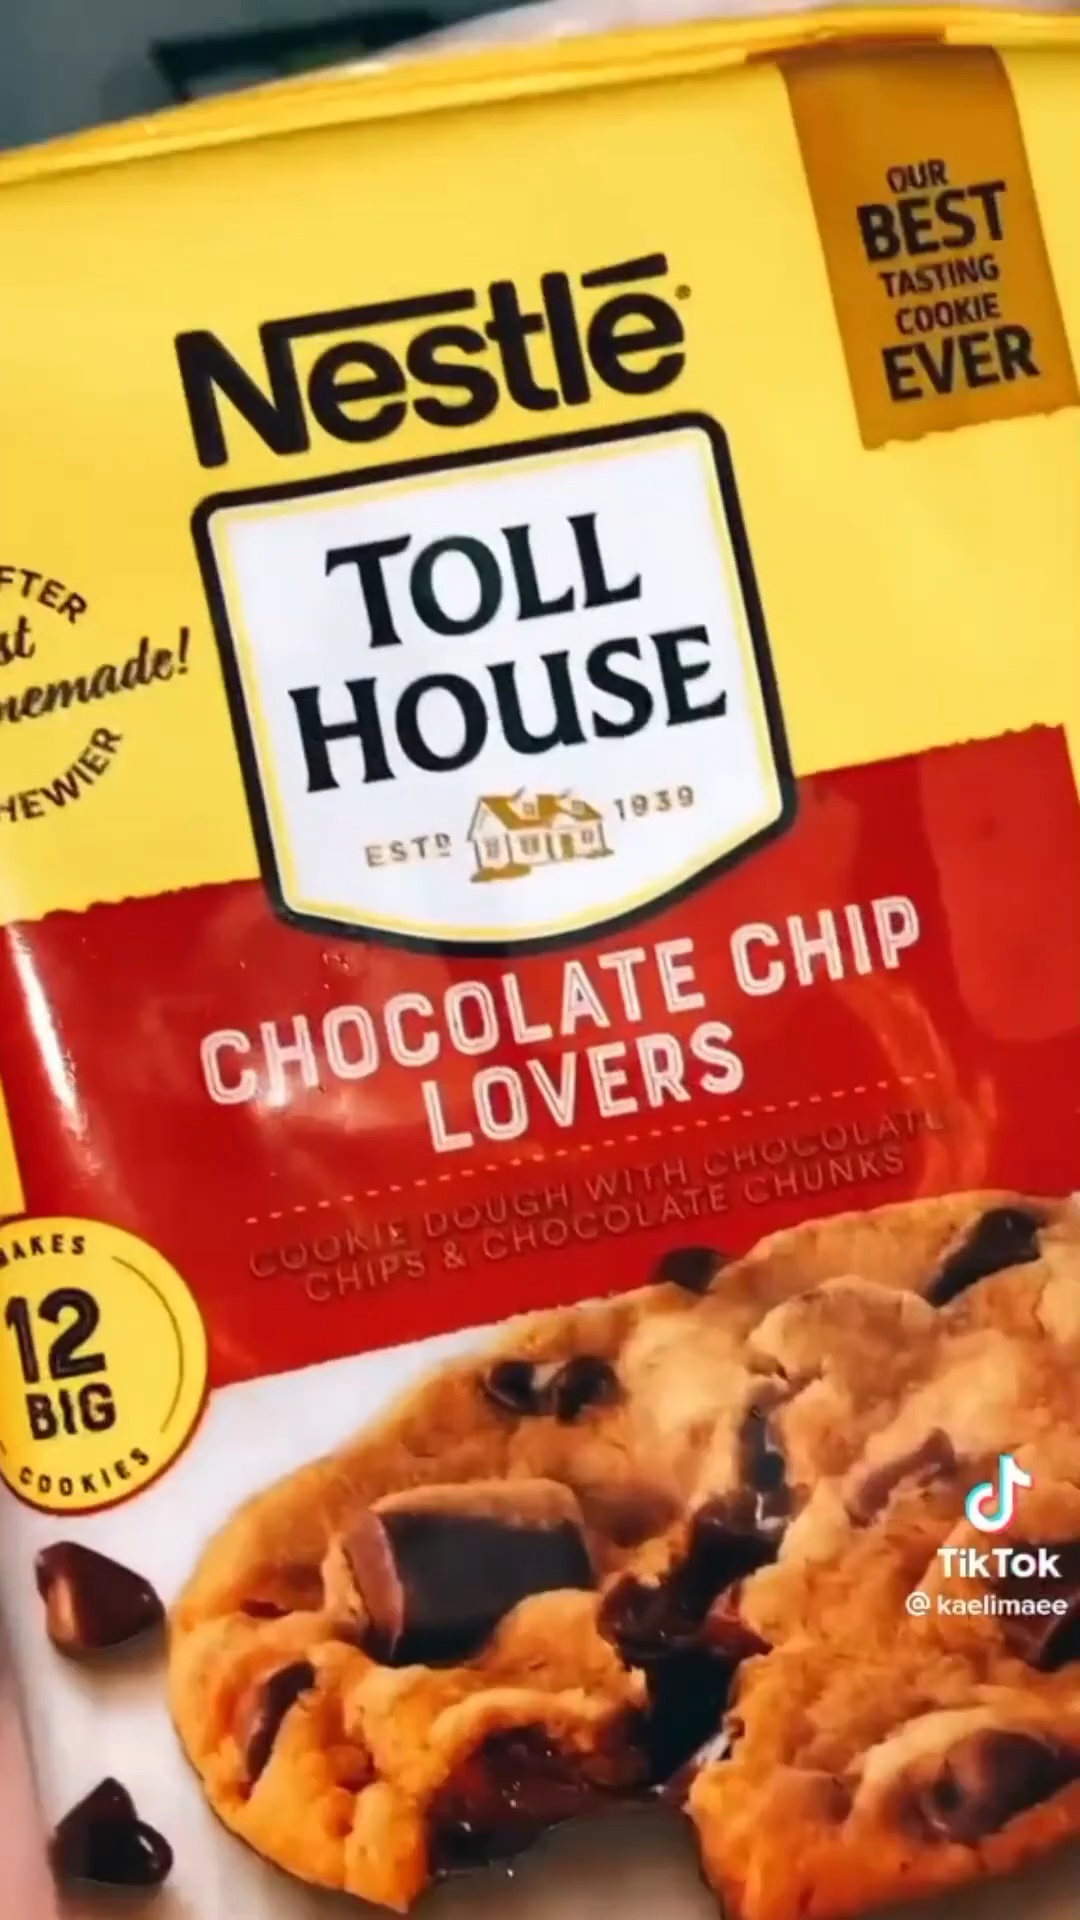 OUR
BEST
TASTING
COOKIE
EVER
Nestlé®
TOLL
HOUSE
ESTD 1939
CHOCOLATE CHIP
LOVERS
COOKIE DOUGH WITH CHOCOLATE
CHIPS & CHOCOLATE CHUNKS
12
BIG
COOKIES
TikTok
@kaelimaee